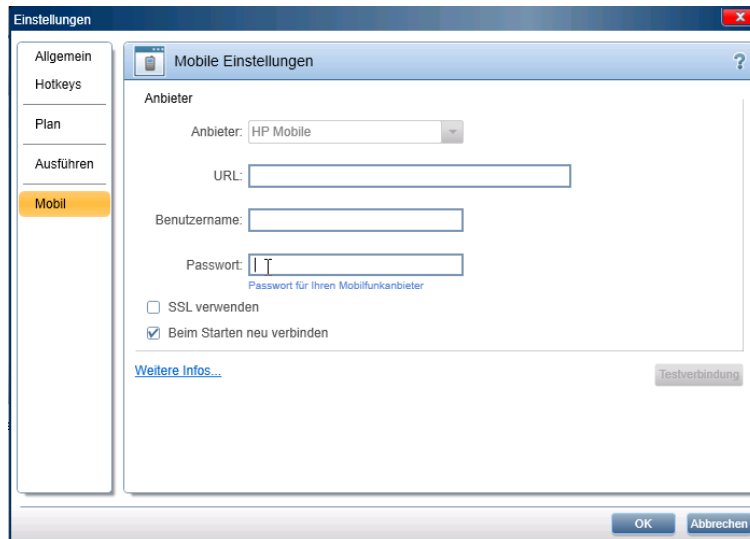 Einstellungen
Allgemein
Hotkeys
Plan
Ausführen
Mobil
Mobile Einstellungen
?
Anbieter
Anbieter: HP Mobile
URL:
Benutzername:
Passwort:
Passwort für Ihren Mobilfunkanbieter
SSL verwenden
Beim Starten neu verbinden
Weitere Infos...
Testverbindung
OK
Abbrechen